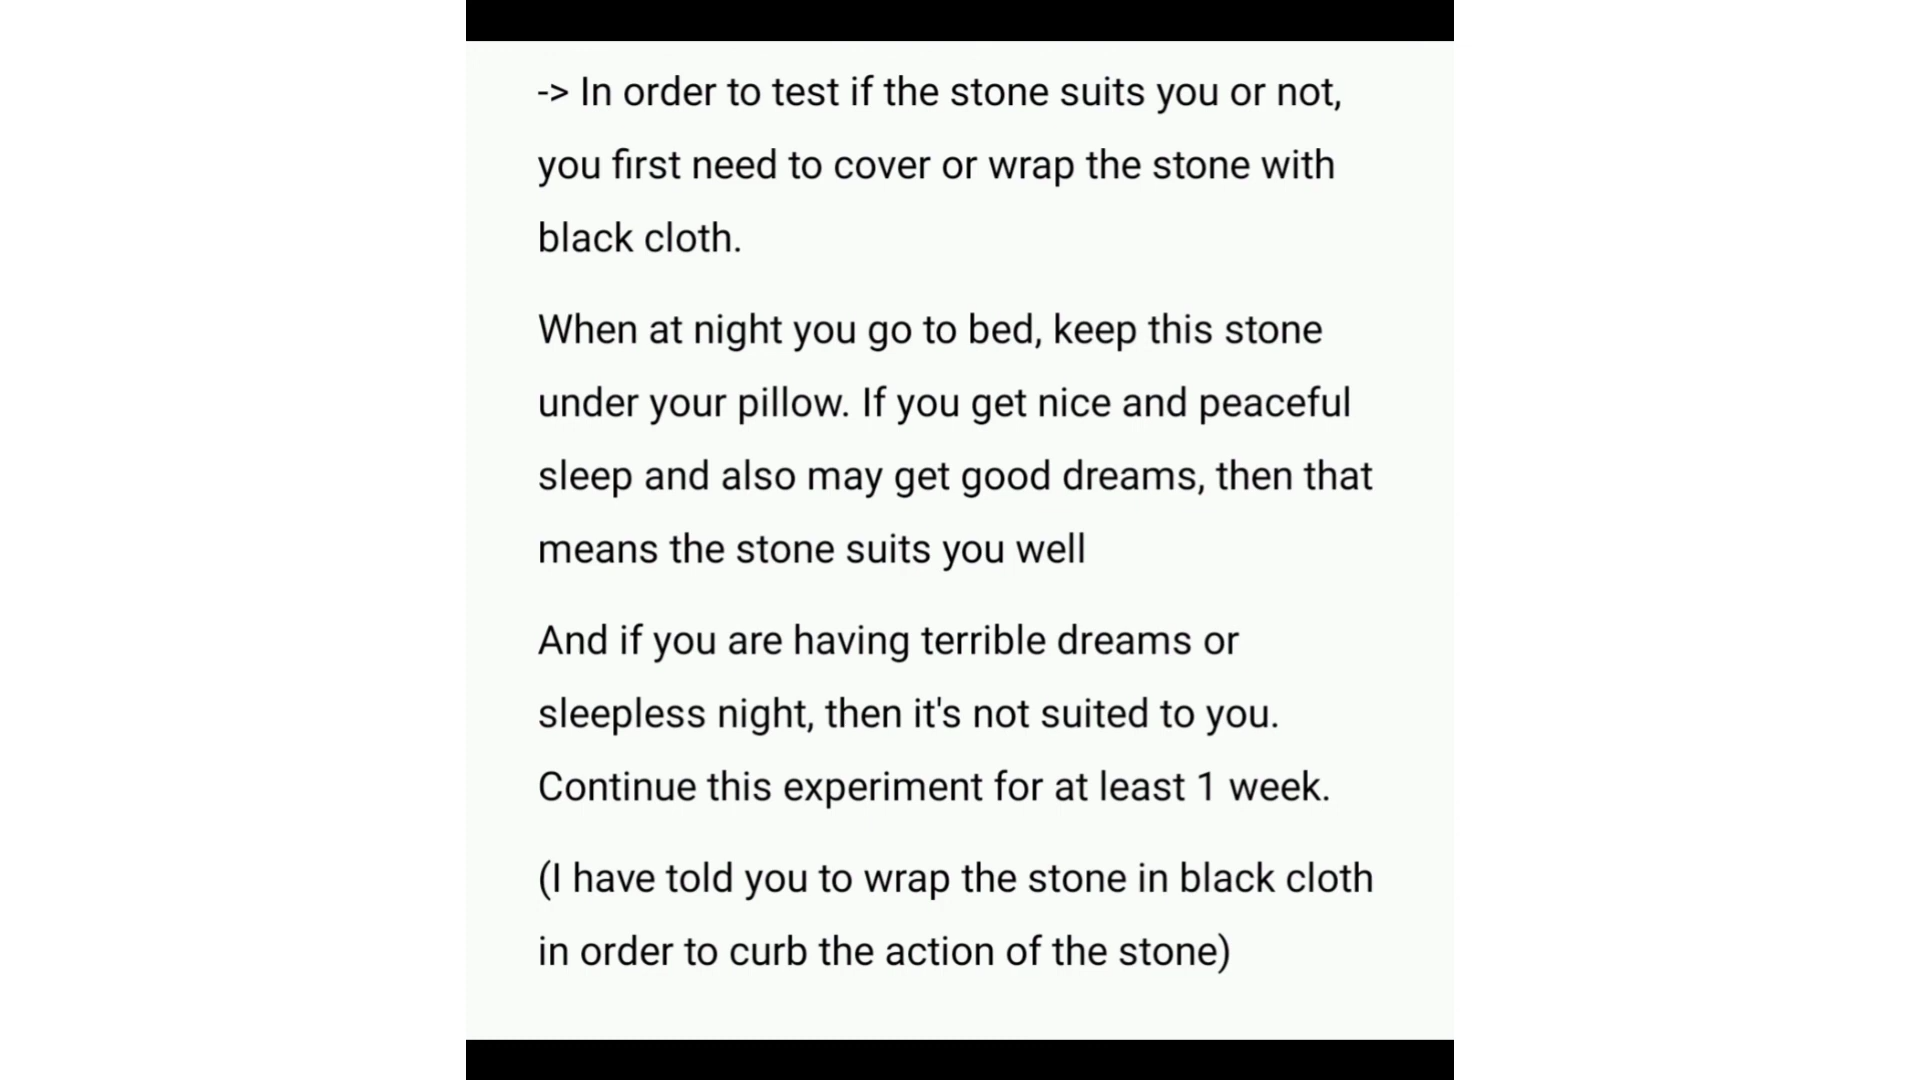 -> In order to test if the stone suits you or not,
you first need to cover or wrap the stone with
black cloth.
When at night you go to bed, keep this stone
under your pillow. If you get nice and peaceful
sleep and also may get good dreams, then that
means the stone suits you well
And if you are having terrible dreams or
sleepless night, then it's not suited to you.
Continue this experiment for at least 1 week.
(I have told you to wrap the stone in black cloth
in order to curb the action of the stone)